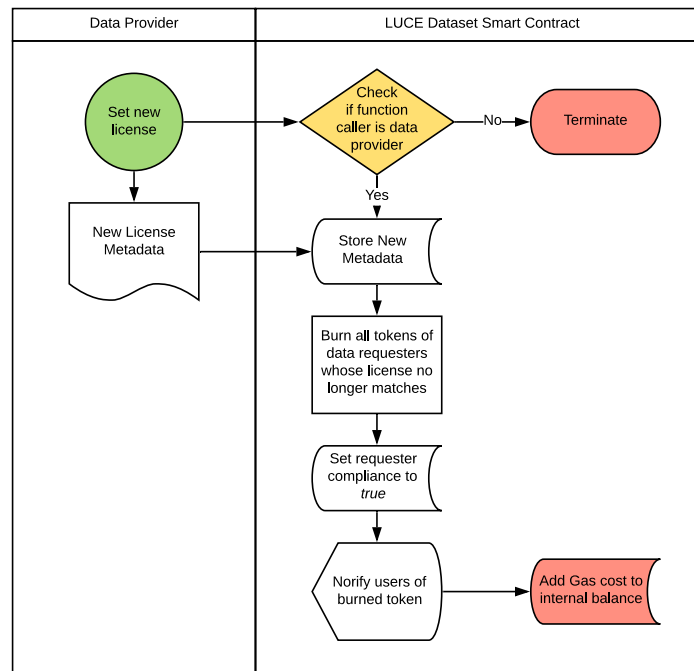 Data Provider
LUCE Dataset Smart Contract
Set new
license
Check
if function
caller is data
provider
No
Terminate
Yes
New License
Metadata
Store New
Metadata
Burn all tokens of
data requesters
whose license no
longer matches
Set requester
compliance to
true
Norify users of
burned token
Add Gas cost to
internal balance